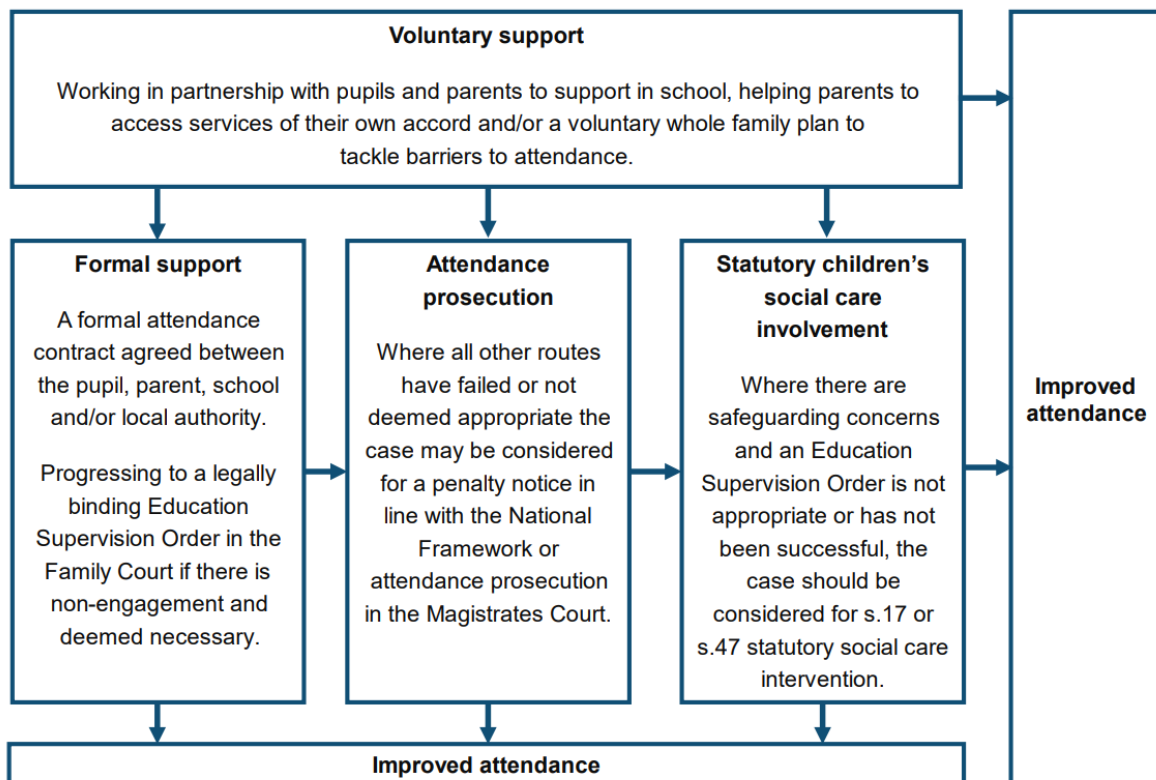 Voluntary support
Working in partnership with pupils and parents to support in school, helping parents to
access services of their own accord and/or a voluntary whole family plan to
tackle barriers to attendance.
Formal support
A formal attendance
contract agreed between
the pupil, parent, school
and/or local authority.
Progressing to a legally
binding Education
Supervision Order in the
Family Court if there is
non-engagement and
deemed necessary.
Attendance
prosecution
Where all other routes
have failed or not
deemed appropriate the
case may be considered
for a penalty notice in
line with the National
Framework or
attendance prosecution
in the Magistrates Court.
Statutory children’s
social care
involvement
Where there are
safeguarding concerns
and an Education
Supervision Order is not
appropriate or has not
been successful, the
case should be
considered for s.17 or
s.47 statutory social care
intervention.
Improved
attendance
Improved attendance